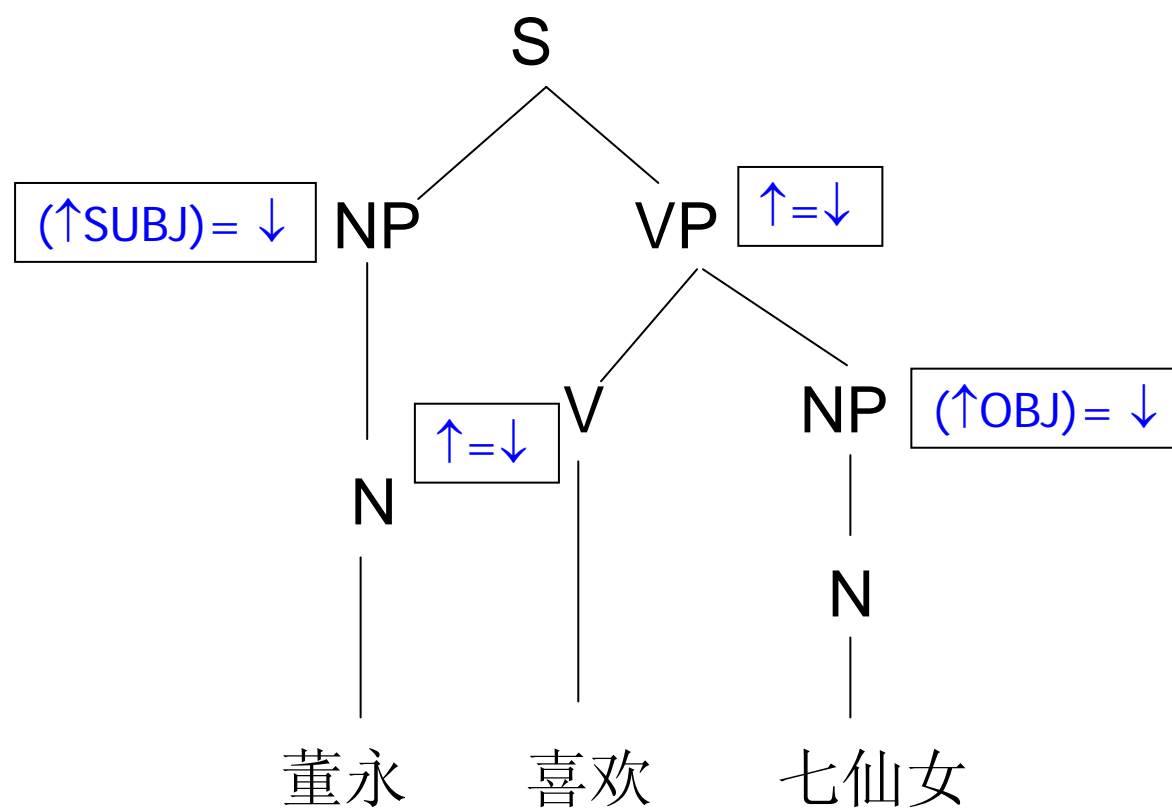 S
(↑SUBJ)= ↓ NP VP ↑=↓
↑=↓ V NP (↑OBJ)= ↓
N
N
董永 喜欢 七仙女